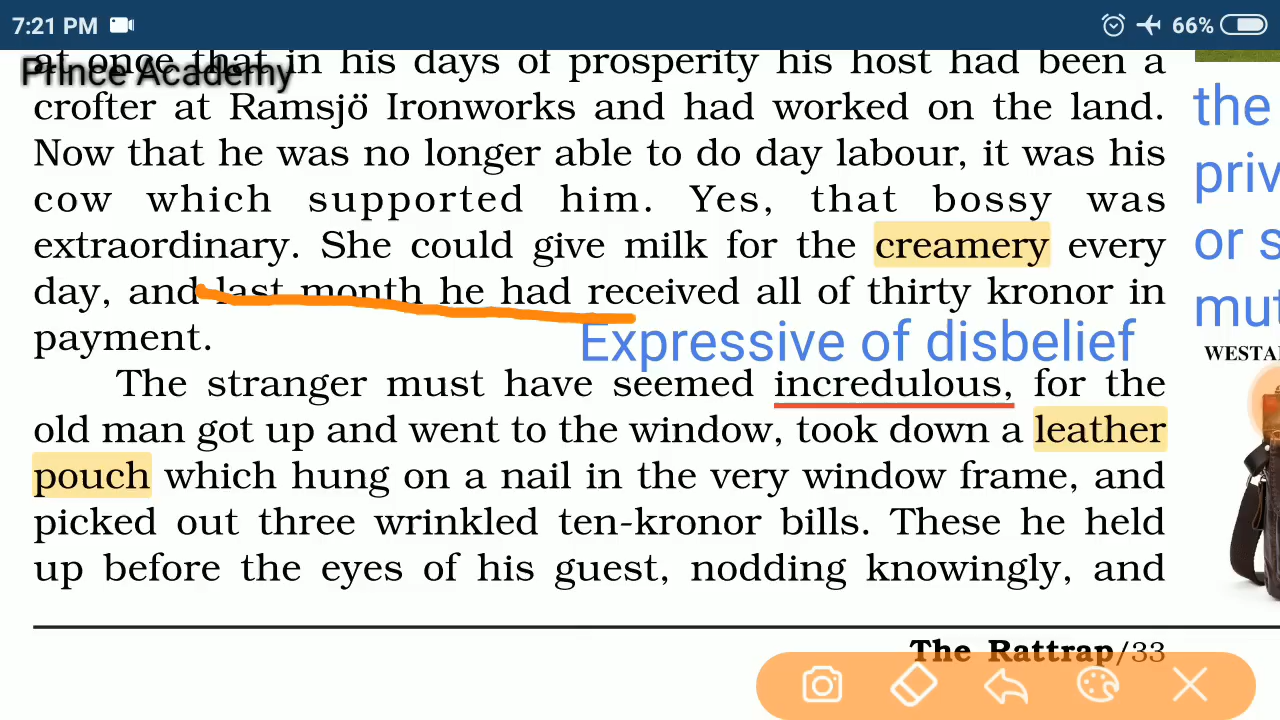 7:21 PM 66%
at once that in his days of prosperity his host had been a
Prince Academy
the
crofter at Ramsjö Ironworks and had worked on the land.
Now that he was no longer able to do day labour, it was his
priv
cow which supported him. Yes, that bossy was
extraordinary. She could give milk for the creamery every
or s
day, and last month he had received all of thirty kronor in
mut
payment.
Expressive of disbelief
WESTA
The stranger must have seemed incredulous, for the
old man got up and went to the window, took down a leather
pouch which hung on a nail in the very window frame, and
picked out three wrinkled ten-kronor bills. These he held
up before the eyes of his guest, nodding knowingly, and
The Rattrap/33